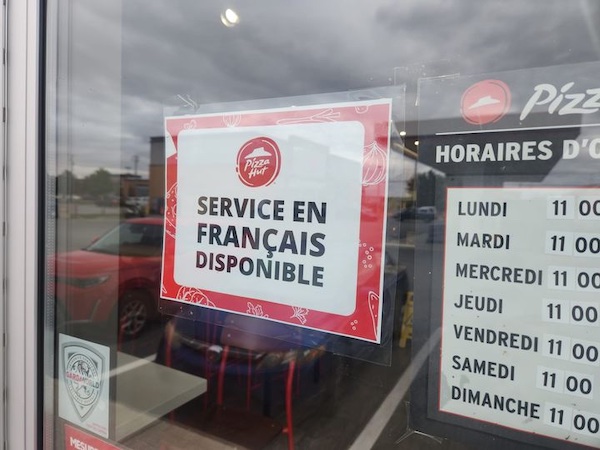 Pizza
Hut
SERVICE EN
FRANÇAIS
DISPONIBLE
HORAIRES
LUNDI 11 00
MARDI 11 00
MERCREDI 11 00
JEUDI 11 00
VENDREDI 11 00
SAMEDI 11 00
DIMANCHE 11 00